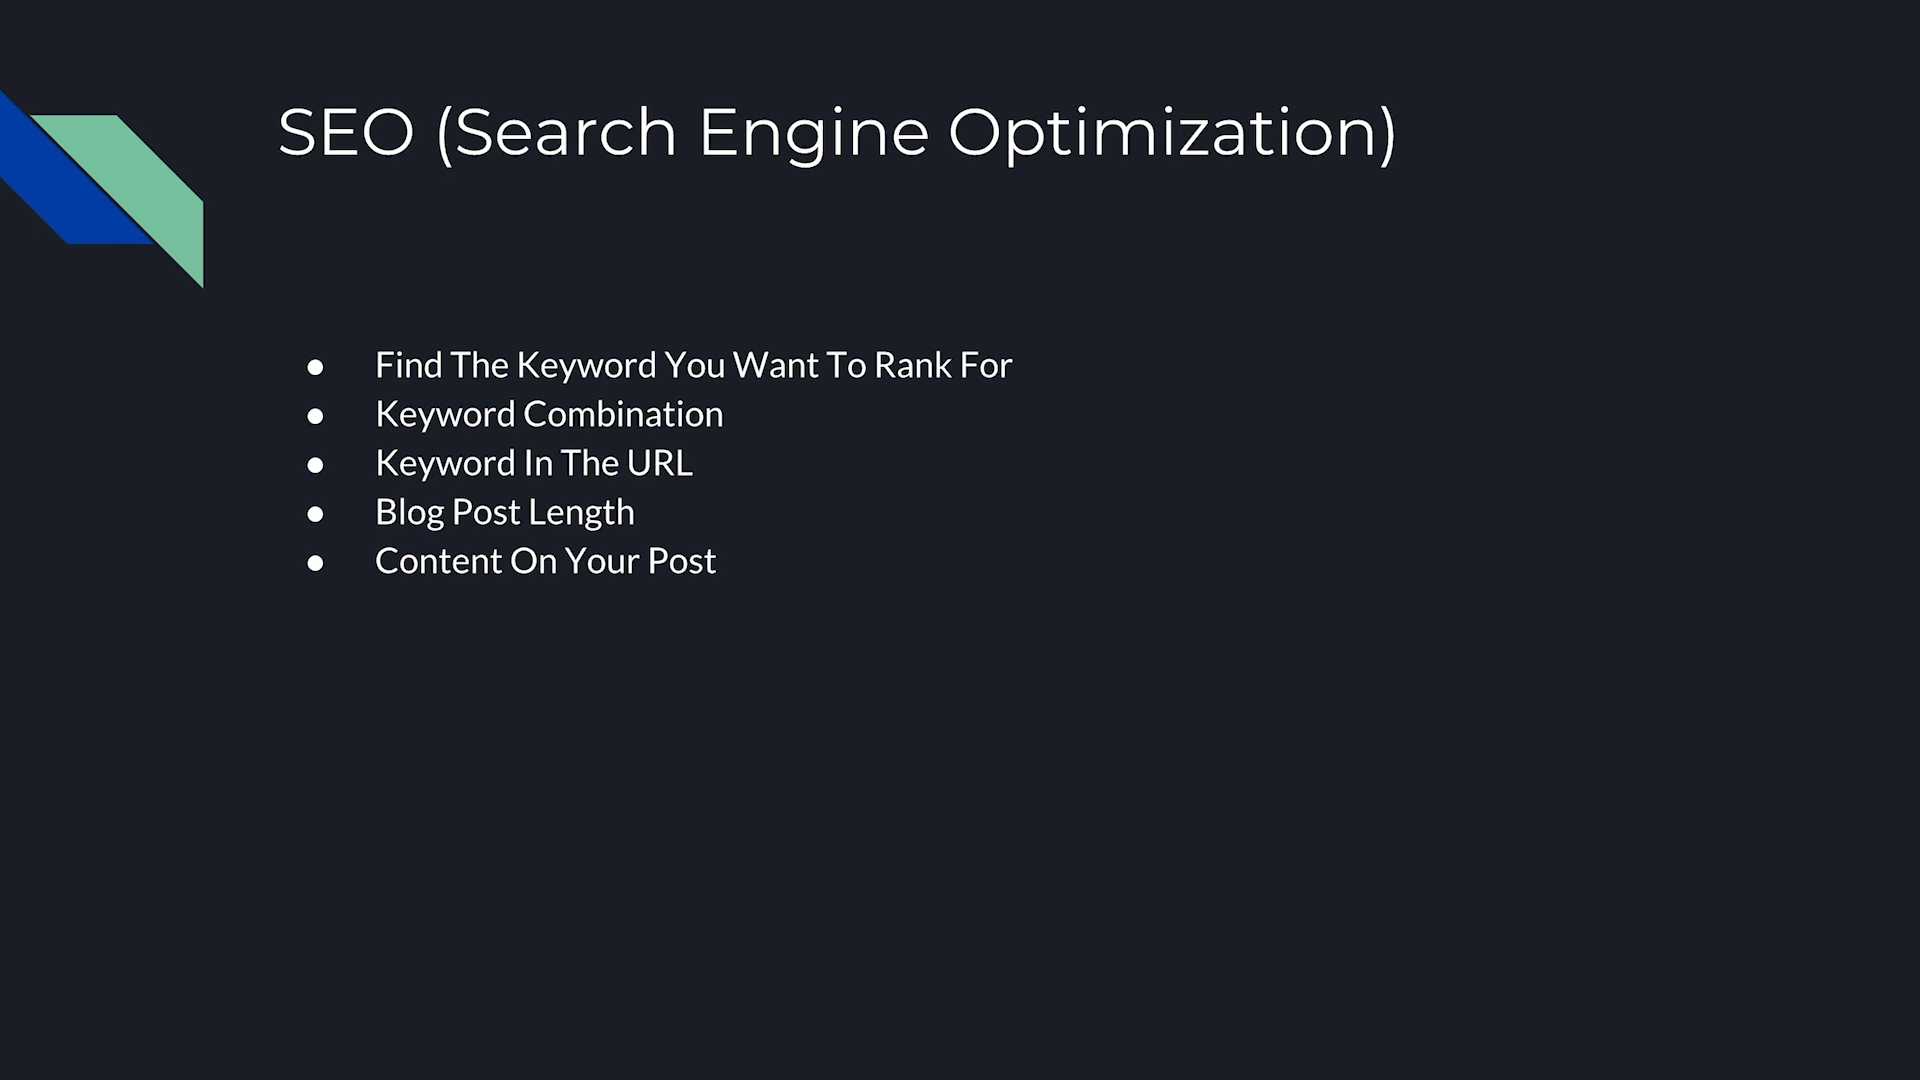 SEO (Search Engine Optimization)
● Find The Keyword You Want To Rank For
● Keyword Combination
● Keyword In The URL
● Blog Post Length
● Content On Your Post